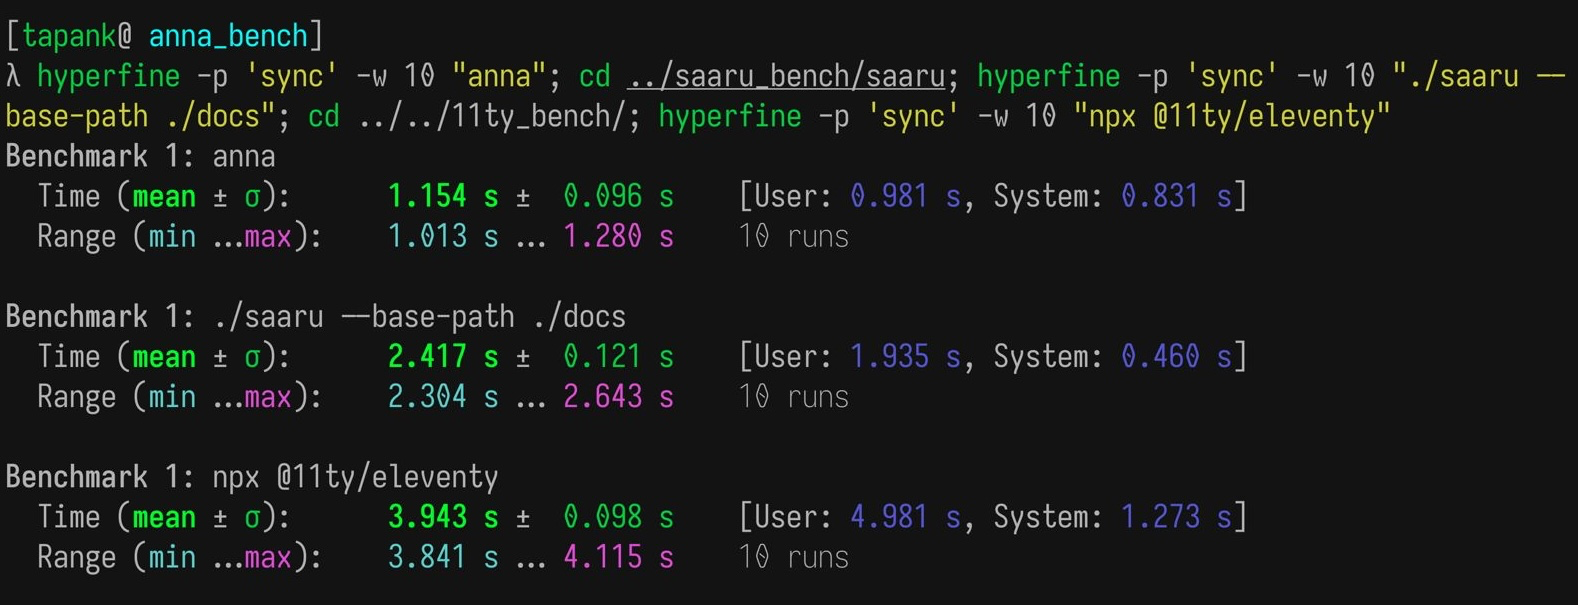 [tapank@ anna_bench]
λ hyperfine -p 'sync' -w 10 "anna"; cd ../saaru_bench/saaru; hyperfine -p 'sync' -w 10 "./saaru --
base-path ./docs"; cd ../../11ty_bench/; hyperfine -p 'sync' -w 10 "npx @11ty/eleventy"
Benchmark 1: anna
  Time (mean ± σ):      1.154 s ±  0.096 s    [User: 0.981 s, System: 0.831 s]
  Range (min ...max):    1.013 s ... 1.280 s    10 runs

Benchmark 1: ./saaru --base-path ./docs
  Time (mean ± σ):      2.417 s ±  0.121 s    [User: 1.935 s, System: 0.460 s]
  Range (min ...max):    2.304 s ... 2.643 s    10 runs

Benchmark 1: npx @11ty/eleventy
  Time (mean ± σ):      3.943 s ±  0.098 s    [User: 4.981 s, System: 1.273 s]
  Range (min ...max):    3.841 s ... 4.115 s    10 runs